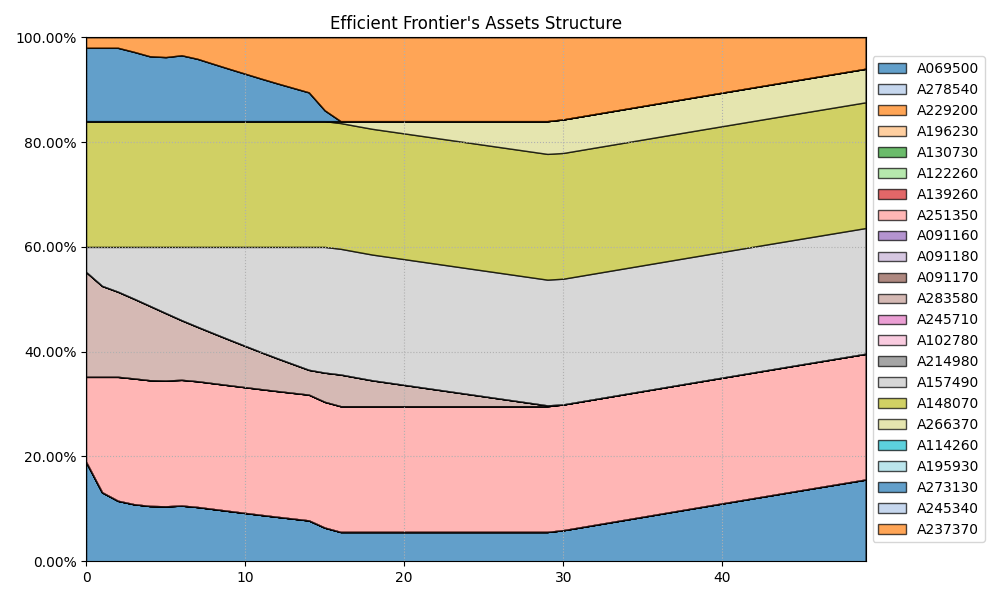 Efficient Frontier's Assets Structure
100.00%
80.00%
60.00%
40.00%
20.00%
0.00%
0
10
20
30
40
A069500
A278540
A229200
A196230
A130730
A122260
A139260
A251350
A091160
A091180
A091170
A283580
A245710
A102780
A214980
A157490
A148070
A266370
A114260
A195930
A273130
A245340
A237370